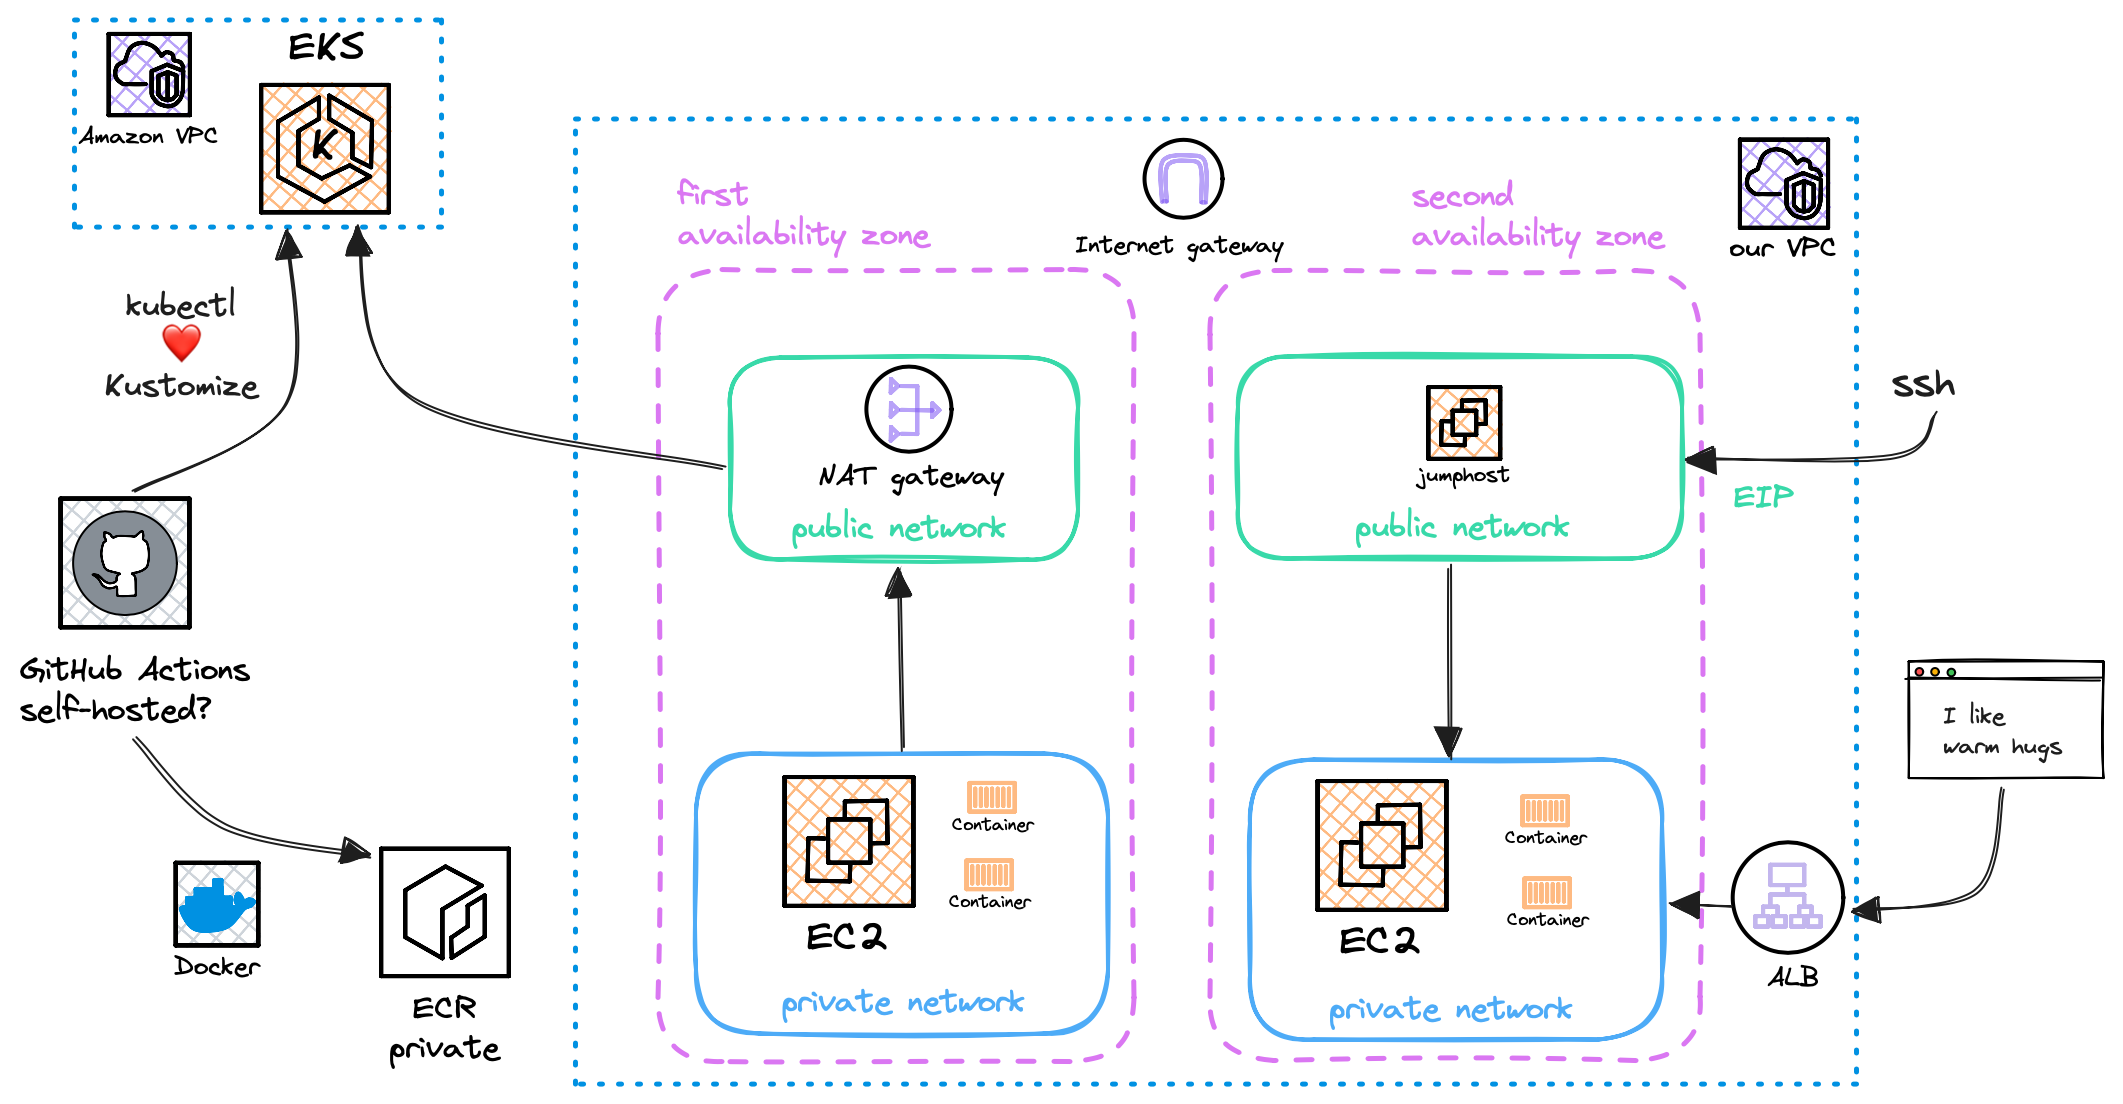 EKS
Amazon VPC
K
kubectl
Kustomize
GitHub Actions
self-hosted?
Docker
ECR
private
first
availability zone
Internet gateway
second
availability zone
our VPC
NAT gateway
public network
jumphost
public network
ssh
EIP
Container
Container
EC2
private network
Container
Container
EC2
private network
I like
warm hugs
ALB